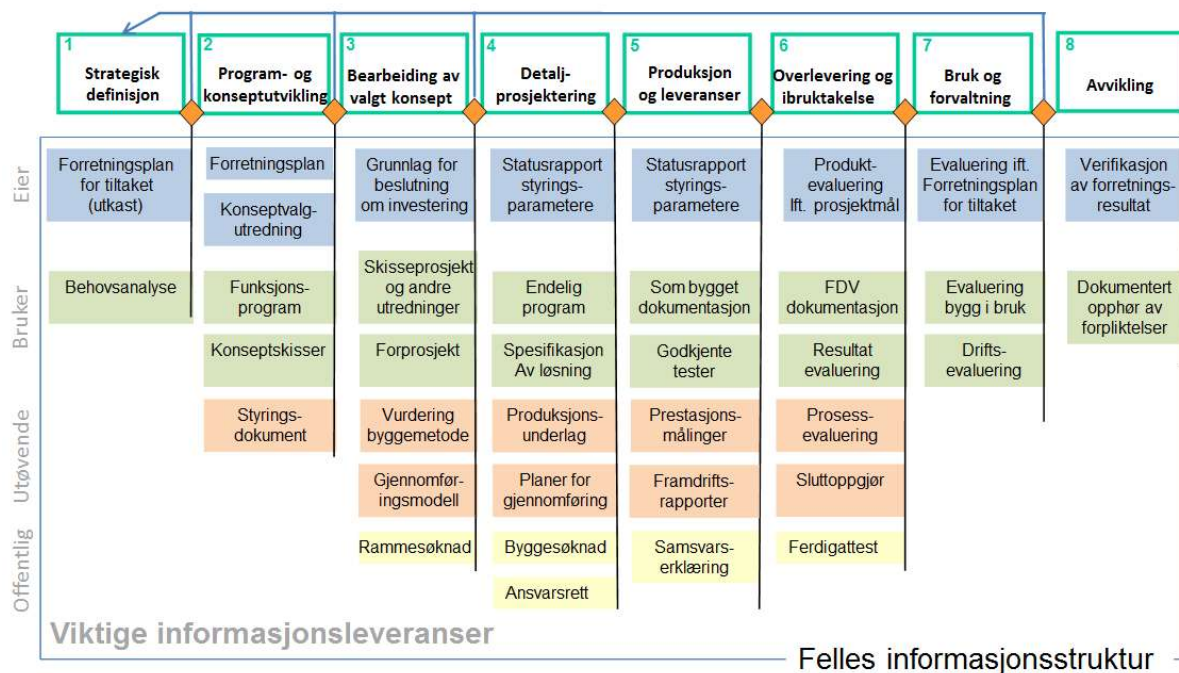 1
Strategisk
definisjon
2
Program- og
konseptutvikling
3
Bearbeiding av
valgt konsept
4
Detalj-
prosjektering
5
Produksjon
og leveranser
6
Overlevering og
ibruktakelse
7
Bruk og
forvaltning
8
Avvikling
Eier
Forretningsplan
for tiltaket
(utkast)
Forretningsplan
Konseptvalg-
utredning
Grunnlag for
beslutning
om investering
Statusrapport
styrings-
parametere
Statusrapport
styrings-
parametere
Produkt-
evaluering
Ift. prosjektmål
Evaluering ift.
Forretningsplan
for tiltaket
Verifikasjon
av forretnings-
resultat
Bruker
Behovsanalyse
Funksjons-
program
Skisseprosjekt
og andre
utredninger
Endelig
program
Som bygget
dokumentasjon
FDV
dokumentasjon
Evaluering
bygg i bruk
Dokumentert
opphør av
forpliktelser
Konseptskisser
Forprosjekt
Spesifikasjon
Av løsning
Godkjente
tester
Resultat
evaluering
Drifts-
evaluering
Utøvende
Styrings-
dokument
Vurdering
byggemetode
Produksjons-
underlag
Prestasjons-
målinger
Prosess-
evaluering
Gjennomfør-
ingsmodell
Planer for
gjennomføring
Framdrifts-
rapporter
Sluttoppgjør
Offentlig
Rammesøknad
Byggesøknad
Samsvars-
erklæring
Ferdigattest
Ansvarsrett
Viktige informasjonsleveranser
Felles informasjonsstruktur